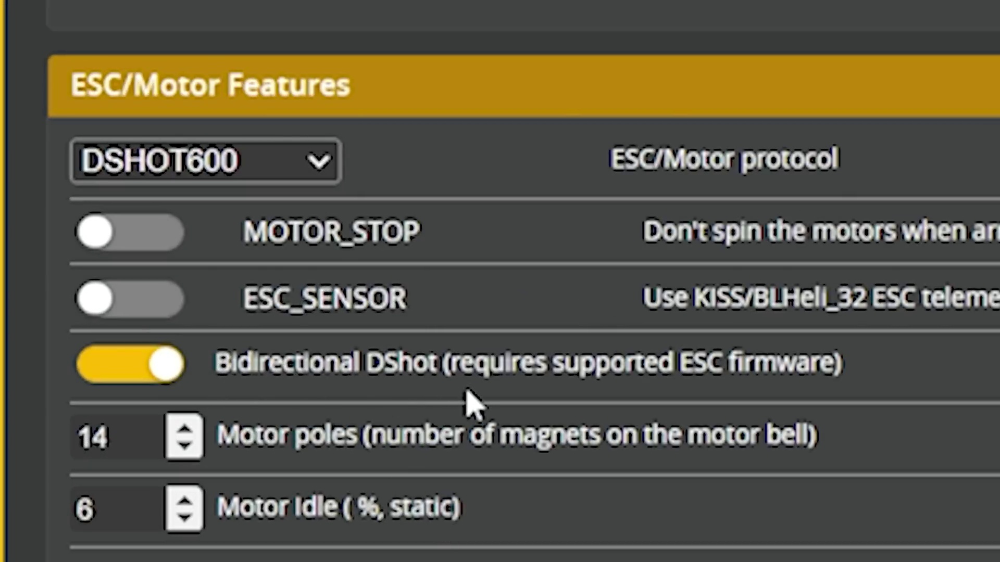 ESC/Motor Features
DSHOT600 ESC/Motor protocol
MOTOR_STOP Don't spin the motors when
ESC_SENSOR Use KISS/BLHeli_32 ESC
Bidirectional DShot (requires supported ESC firmware)
14 Motor poles (number of magnets on the motor bell)
6 Motor Idle ( %, static)